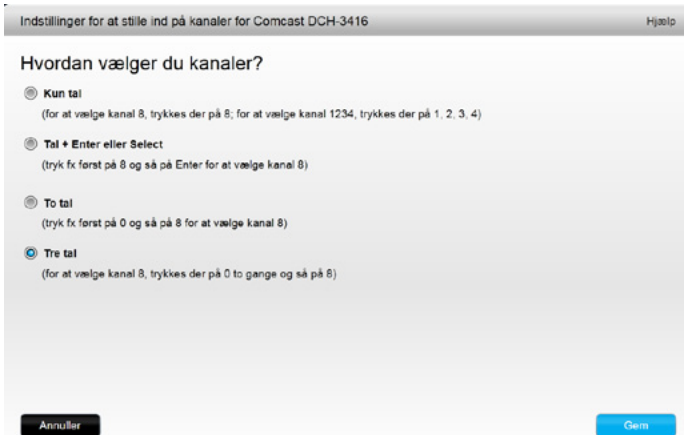 Indstillinger for at stille ind på kanaler for Comcast DCH-3416
Hjælp
Hvordan vælger du kanaler?
Kun tal
(for at vælge kanal 8, trykkes der på 8; for at vælge kanal 1234, trykkes der på 1, 2, 3, 4)
Tal + Enter eller Select
(tryk fx først på 8 og så på Enter for at vælge kanal 8)
To tal
(tryk fx først på 0 og så på 8 for at vælge kanal 8)
Tre tal
(for at vælge kanal 8, trykkes der på 0 to gange og så på 8)
Annuller
Gem